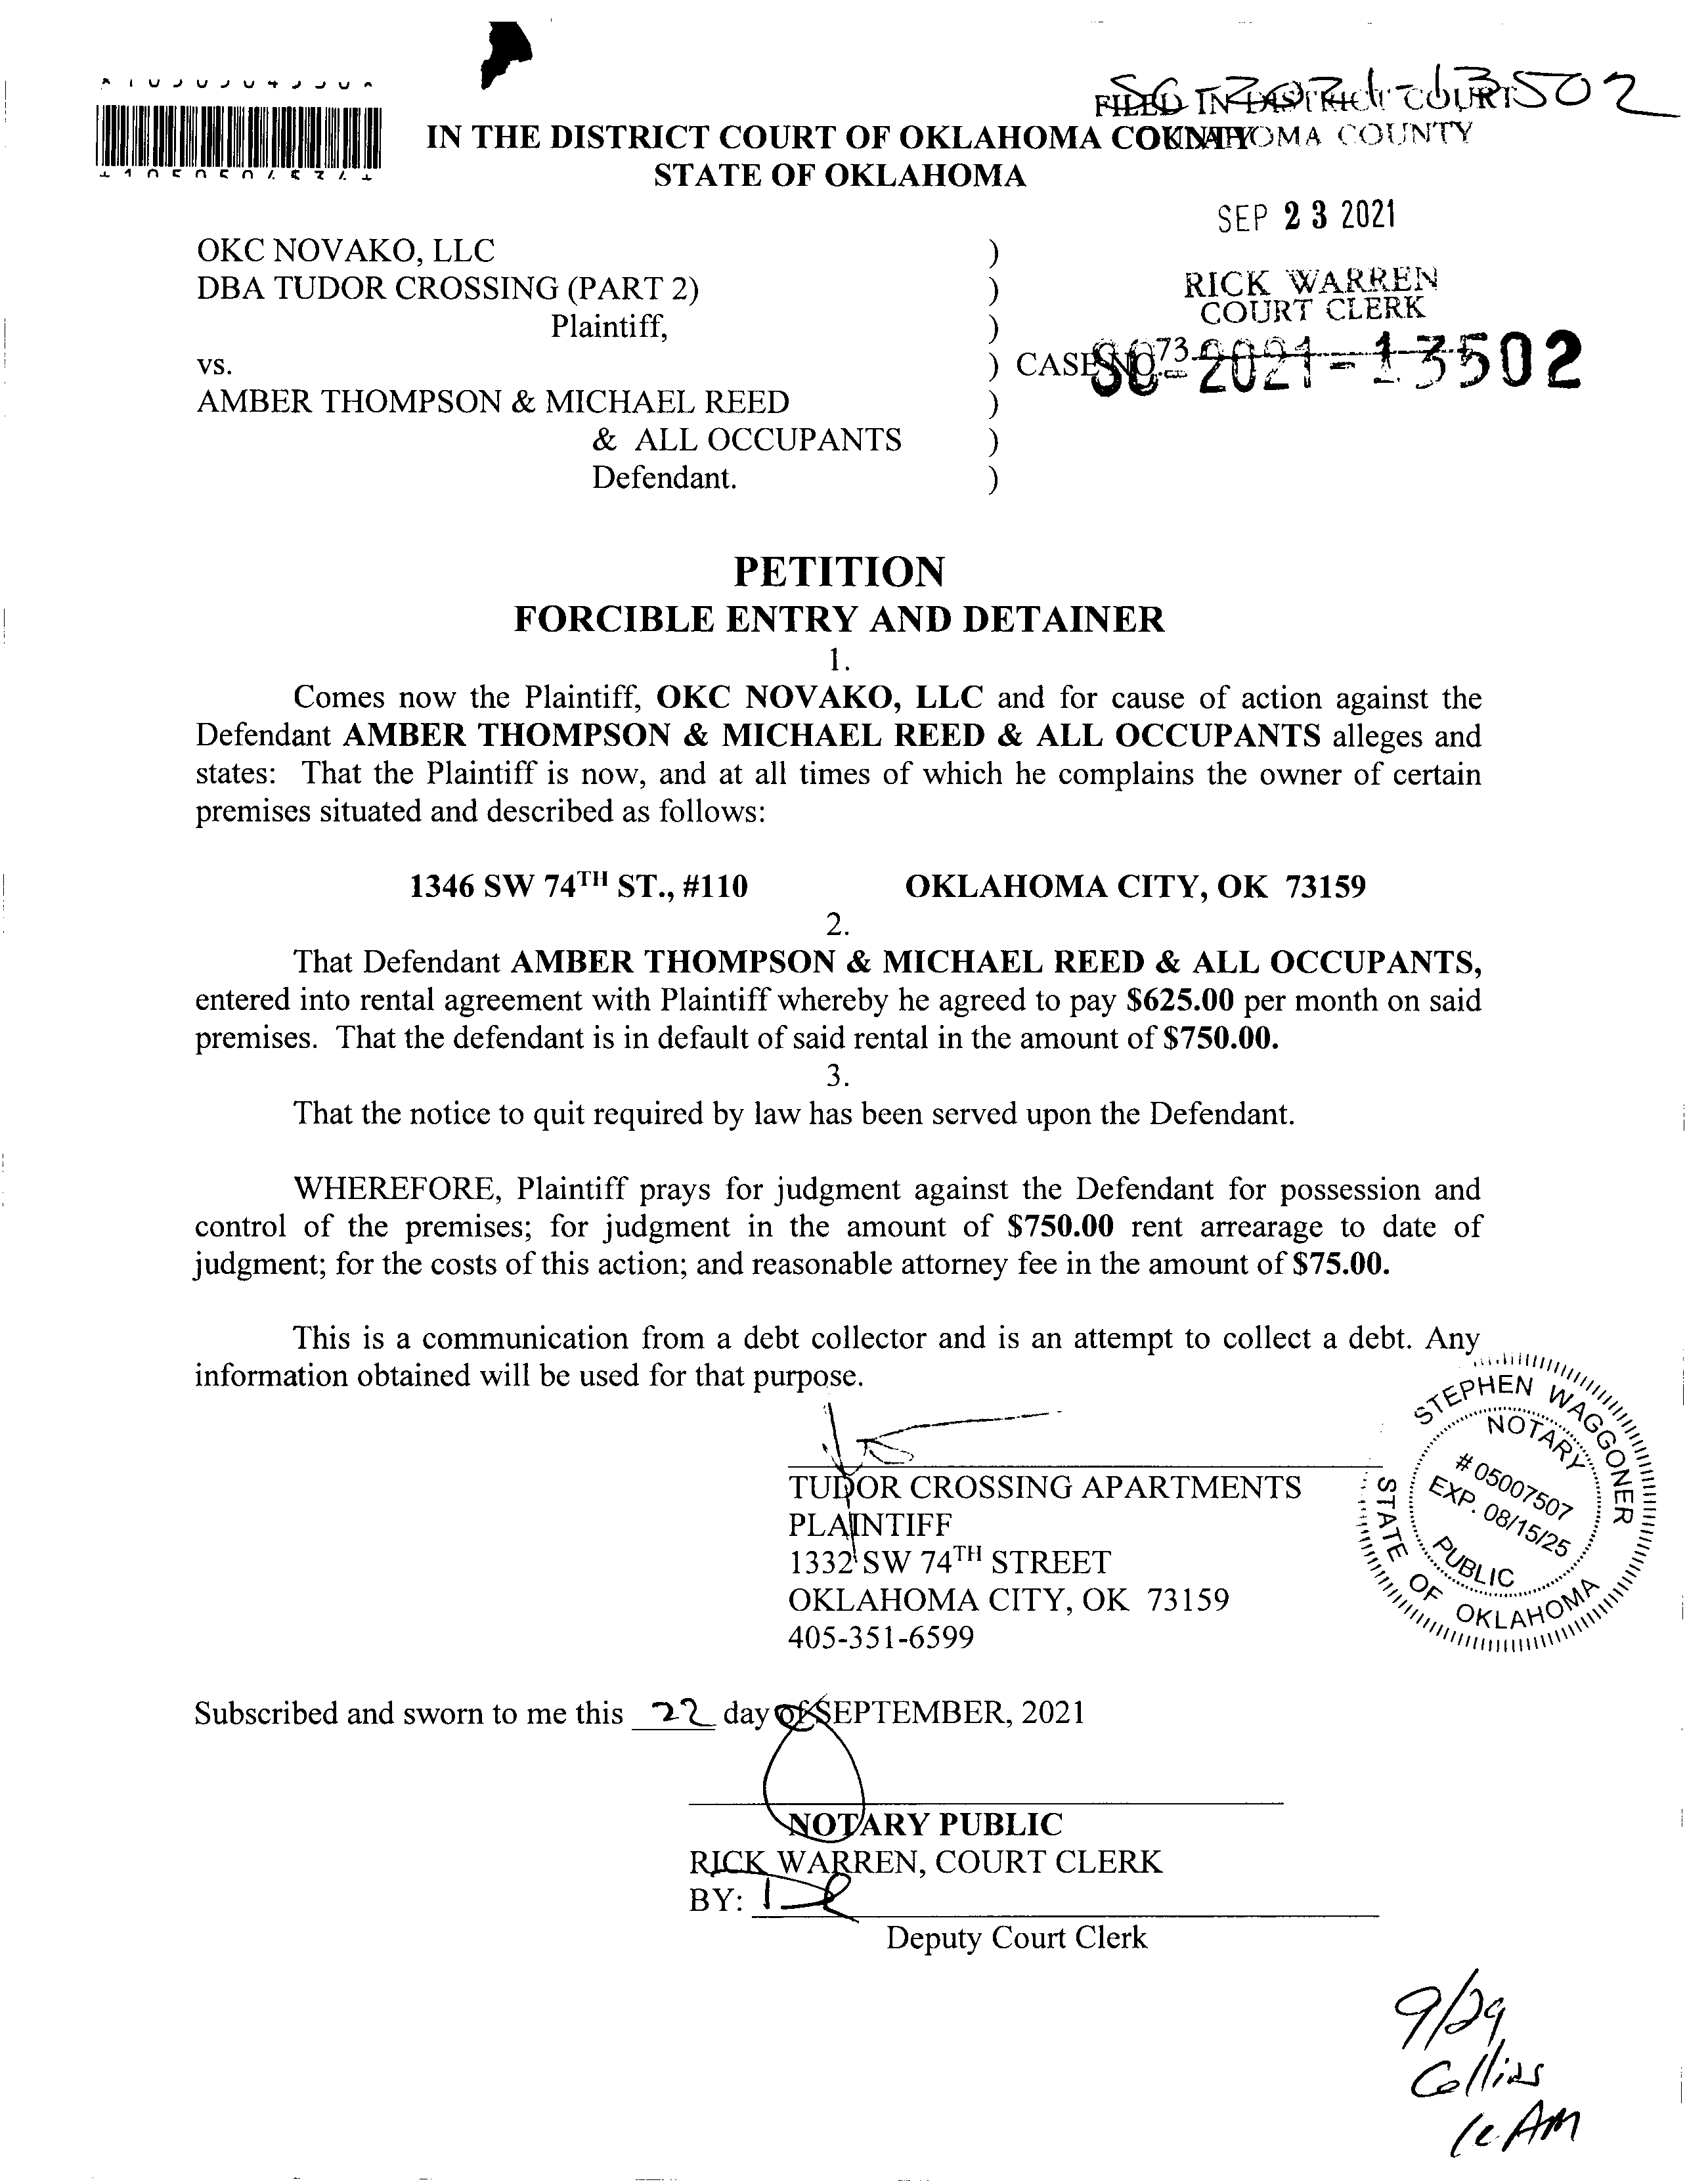 SC-2021-13502
FILED IN DISTRICT COURT
OKLAHOMA COUNTY
IN THE DISTRICT COURT OF OKLAHOMA COUNTY
STATE OF OKLAHOMA
SEP 23 2021
RICK WARREN
COURT CLERK
73
OKC NOVAKO, LLC )
DBA TUDOR CROSSING (PART 2) )
Plaintiff, )
vs. ) CASE NO. SC-2021-13502
AMBER THOMPSON & MICHAEL REED )
& ALL OCCUPANTS )
Defendant. )
PETITION
FORCIBLE ENTRY AND DETAINER
1.
Comes now the Plaintiff, OKC NOVAKO, LLC and for cause of action against the
Defendant AMBER THOMPSON & MICHAEL REED & ALL OCCUPANTS alleges and
states: That the Plaintiff is now, and at all times of which he complains the owner of certain
premises situated and described as follows:
1346 SW 74TH ST., #110 OKLAHOMA CITY, OK 73159
2.
That Defendant AMBER THOMPSON & MICHAEL REED & ALL OCCUPANTS,
entered into rental agreement with Plaintiff whereby he agreed to pay $625.00 per month on said
premises. That the defendant is in default of said rental in the amount of $750.00.
3.
That the notice to quit required by law has been served upon the Defendant.
WHEREFORE, Plaintiff prays for judgment against the Defendant for possession and
control of the premises; for judgment in the amount of $750.00 rent arrearage to date of
judgment; for the costs of this action; and reasonable attorney fee in the amount of $75.00.
This is a communication from a debt collector and is an attempt to collect a debt. Any
information obtained will be used for that purpose.
TUDOR CROSSING APARTMENTS
PLAINTIFF
1332 SW 74TH STREET
OKLAHOMA CITY, OK 73159
405-351-6599
STEPHEN WAGGONER
NOTARY
# 05007507
EXP. 08/15/25
PUBLIC
STATE OF OKLAHOMA
Subscribed and sworn to me this 22 day of SEPTEMBER, 2021
NOTARY PUBLIC
RICK WARREN, COURT CLERK
BY:
Deputy Court Clerk
9/29
Collins
AM